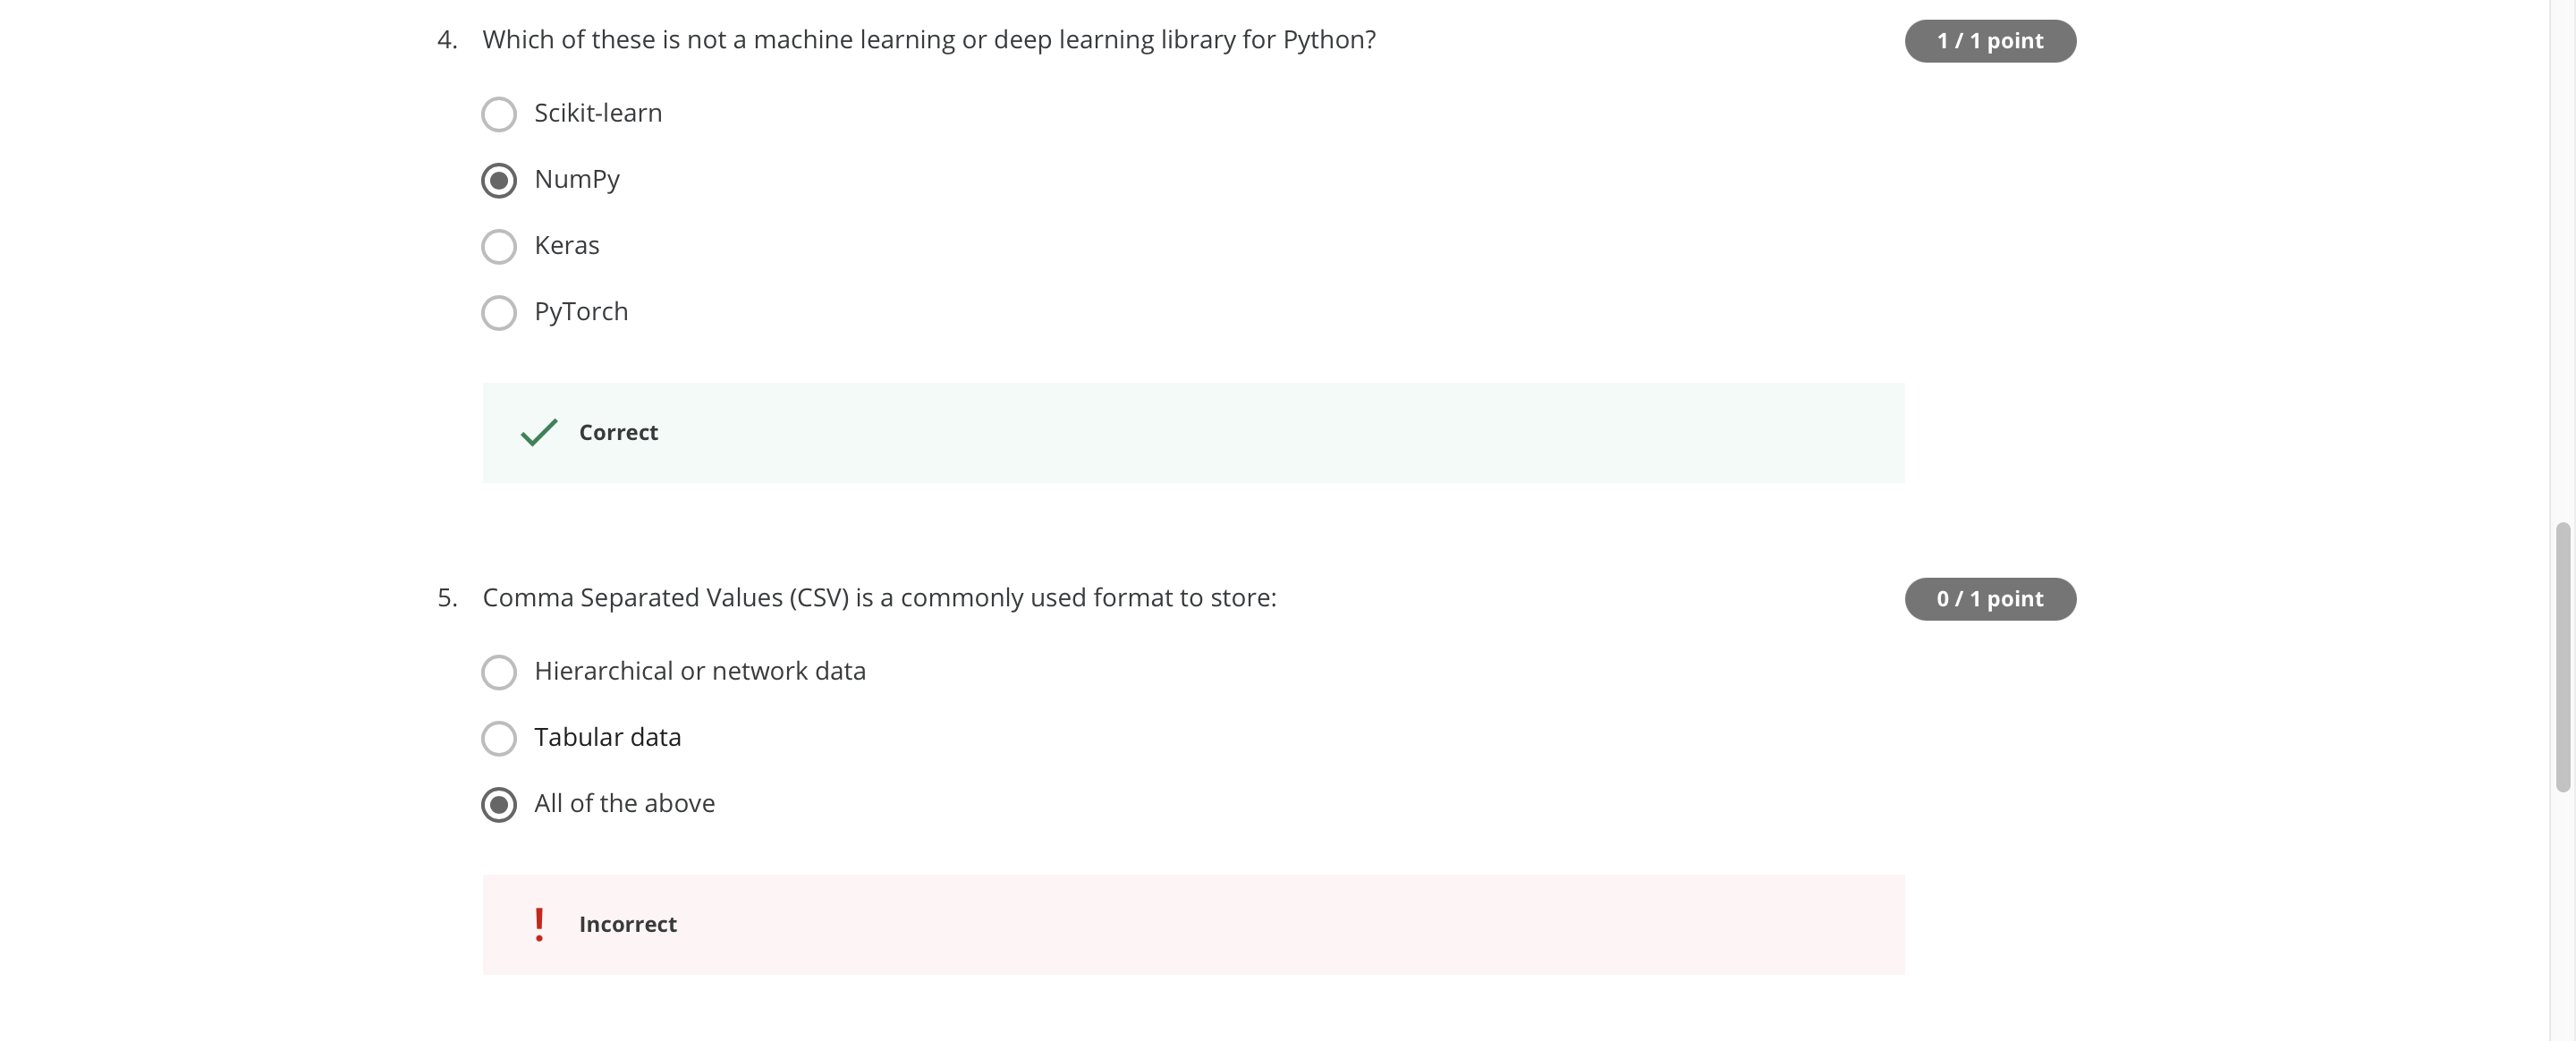 4. Which of these is not a machine learning or deep learning library for Python?
1 / 1 point
Scikit-learn
NumPy
Keras
PyTorch
Correct
5. Comma Separated Values (CSV) is a commonly used format to store:
0 / 1 point
Hierarchical or network data
Tabular data
All of the above
! Incorrect